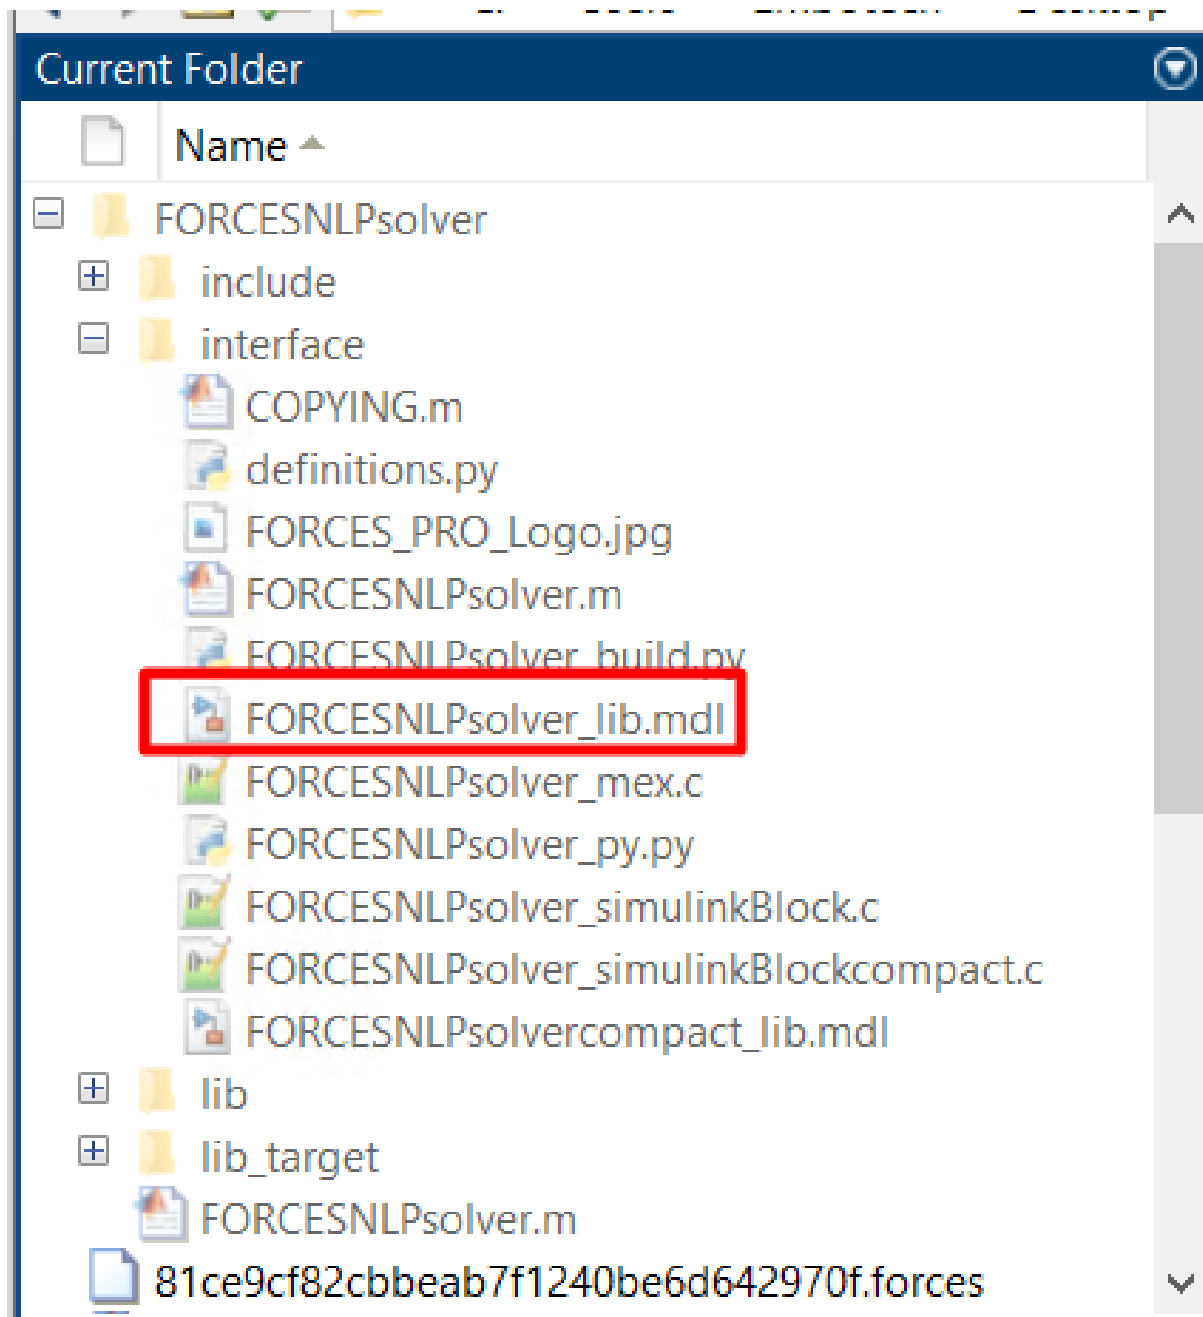 Current Folder
Name
FORCESNLPsolver
include
interface
COPYING.m
definitions.py
FORCES_PRO_Logo.jpg
FORCESNLPsolver.m
FORCESNLPsolver_build.py
FORCESNLPsolver_lib.mdl
FORCESNLPsolver_mex.c
FORCESNLPsolver_py.py
FORCESNLPsolver_simulinkBlock.c
FORCESNLPsolver_simulinkBlockcompact.c
FORCESNLPsolvercompact_lib.mdl
lib
lib_target
FORCESNLPsolver.m
81ce9cf82cbbeab7f1240be6d642970f.forces